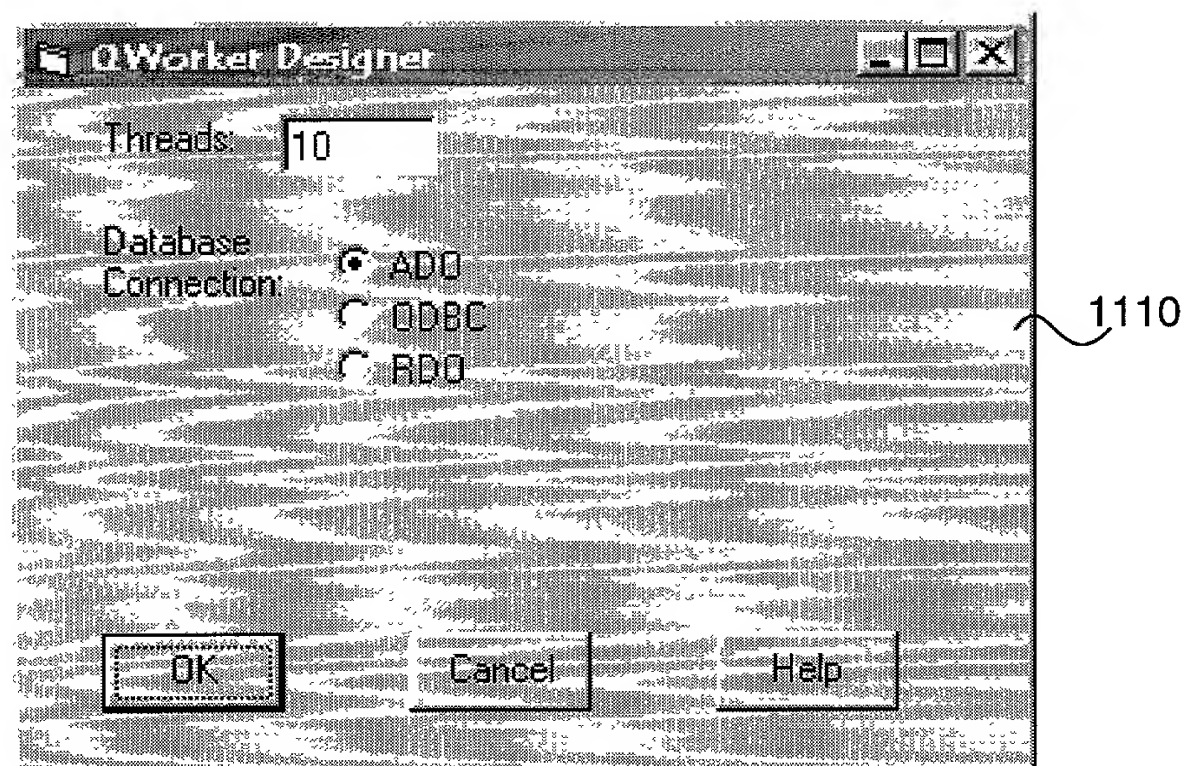 QWorker Designer
Threads: 10
Database
Connection:
ADO
ODBC
RDO
1110
OK Cancel Help